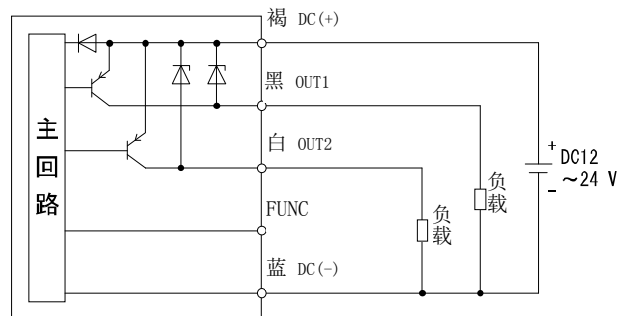 褐 DC(+)
黑 OUT1
白 OUT2
FUNC
蓝 DC(-)
主回路
负载
负载
+
DC12
～24 V
-